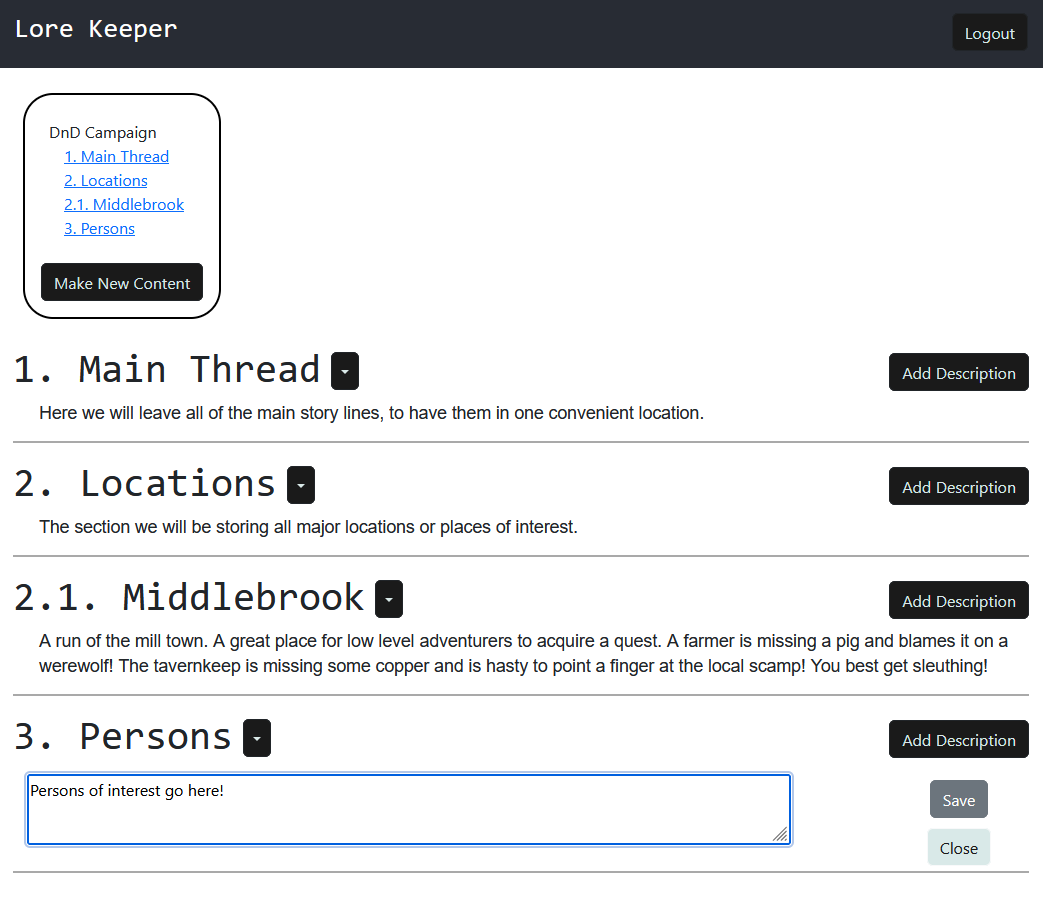 Lore Keeper
Logout
DnD Campaign
1. Main Thread
2. Locations
2.1. Middlebrook
3. Persons
Make New Content
1. Main Thread
Add Description
Here we will leave all of the main story lines, to have them in one convenient location.
2. Locations
Add Description
The section we will be storing all major locations or places of interest.
2.1. Middlebrook
Add Description
A run of the mill town. A great place for low level adventurers to acquire a quest. A farmer is missing a pig and blames it on a
werewolf! The tavernkeep is missing some copper and is hasty to point a finger at the local scamp! You best get sleuthing!
3. Persons
Add Description
Persons of interest go here!
Save
Close